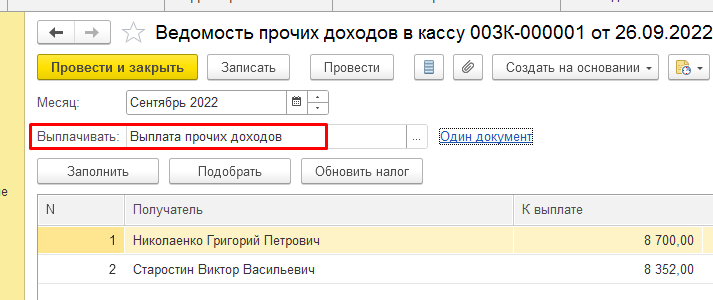 Ведомость прочих доходов в кассу 003К-000001 от 26.09.2022
Провести и закрыть Записать Провести Создать на основании
Месяц: Сентябрь 2022
Выплачивать: Выплата прочих доходов ... Один документ
Заполнить Подобрать Обновить налог
N Получатель К выплате
1 Николаенко Григорий Петрович 8 700,00
2 Старостин Виктор Васильевич 8 352,00